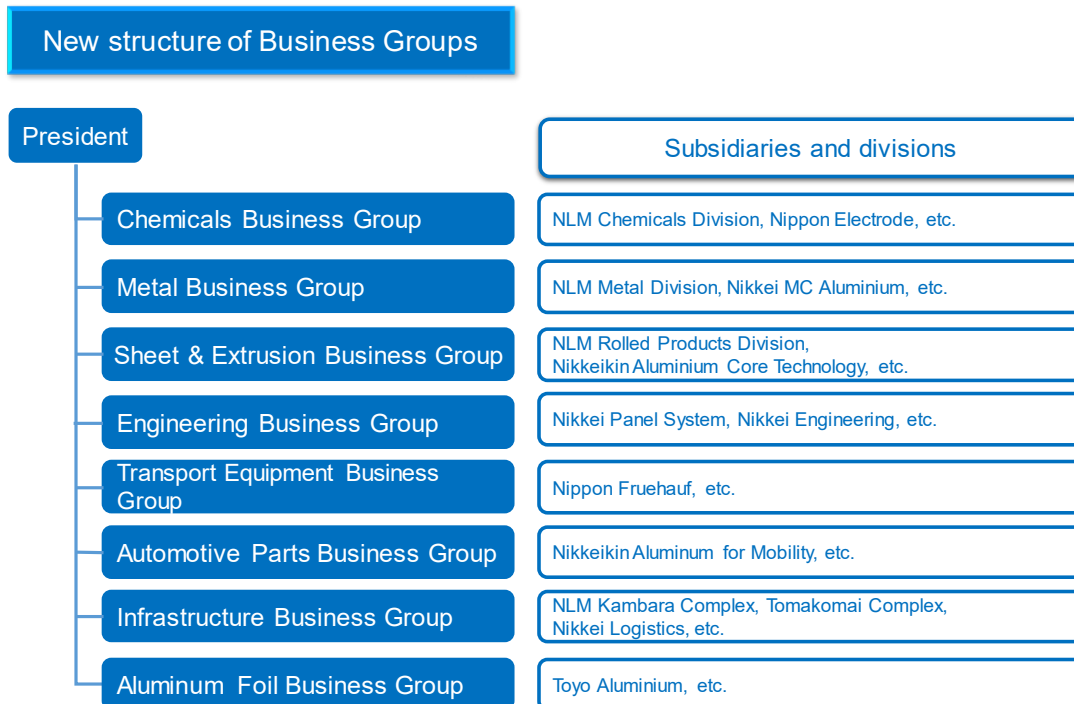 New structure of Business Groups
President
Subsidiaries and divisions
Chemicals Business Group
NLM Chemicals Division, Nippon Electrode, etc.
Metal Business Group
NLM Metal Division, Nikkei MC Aluminium, etc.
Sheet & Extrusion Business Group
NLM Rolled Products Division,
Nikkeikin Aluminium Core Technology, etc.
Engineering Business Group
Nikkei Panel System, Nikkei Engineering, etc.
Transport Equipment Business
Group
Nippon Fruehauf, etc.
Automotive Parts Business Group
Nikkeikin Aluminum for Mobility, etc.
Infrastructure Business Group
NLM Kambara Complex, Tomakomai Complex,
Nikkei Logistics, etc.
Aluminum Foil Business Group
Toyo Aluminium, etc.